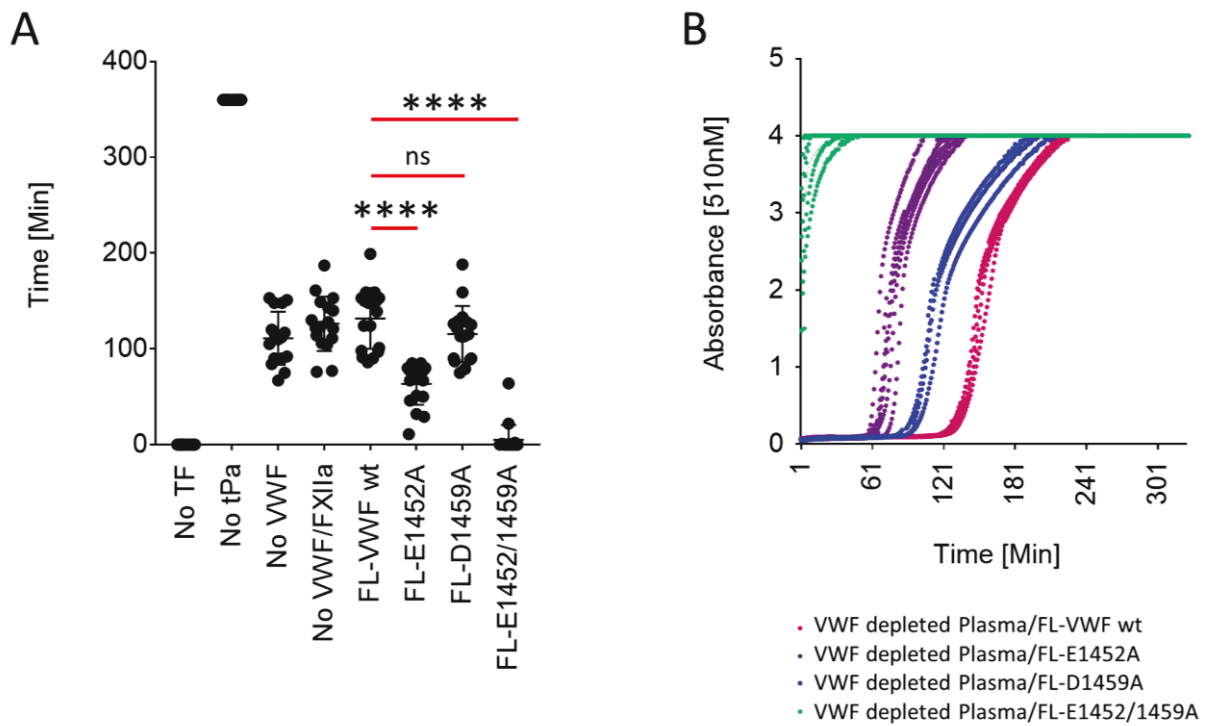 A
Time [Min]
400
300
200
100
0
****
ns
****
No TF
No tPa
No VWF
No VWF/FXIIa
FL-VWF wt
FL-E1452A
FL-D1459A
FL-E1452/1459A
B
Absorbance [510nM]
5
4
3
2
1
0
1
61
121
181
241
301
Time [Min]
VWF depleted Plasma/FL-VWF wt
VWF depleted Plasma/FL-E1452A
VWF depleted Plasma/FL-D1459A
VWF depleted Plasma/FL-E1452/1459A